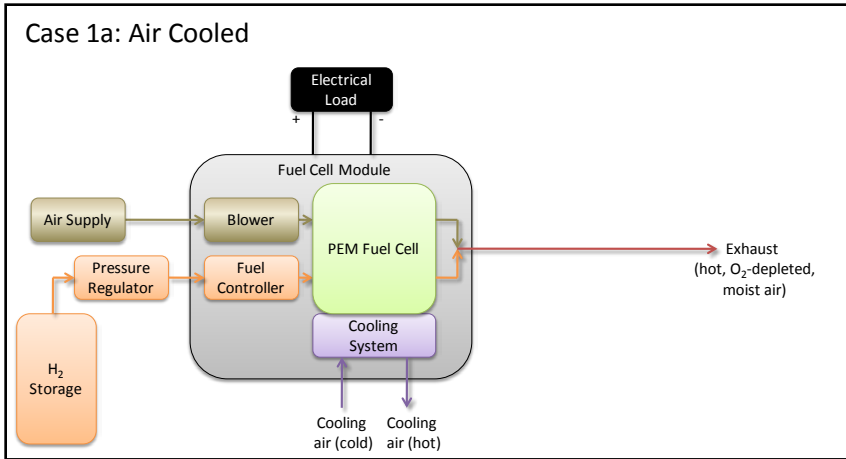 Case 1a: Air Cooled
Electrical
Load
+
-
Fuel Cell Module
Air Supply
Blower
PEM Fuel Cell
Pressure
Regulator
Fuel
Controller
Exhaust
(hot, O₂-depleted,
moist air)
Cooling
System
H₂
Storage
Cooling
air (cold)
Cooling
air (hot)